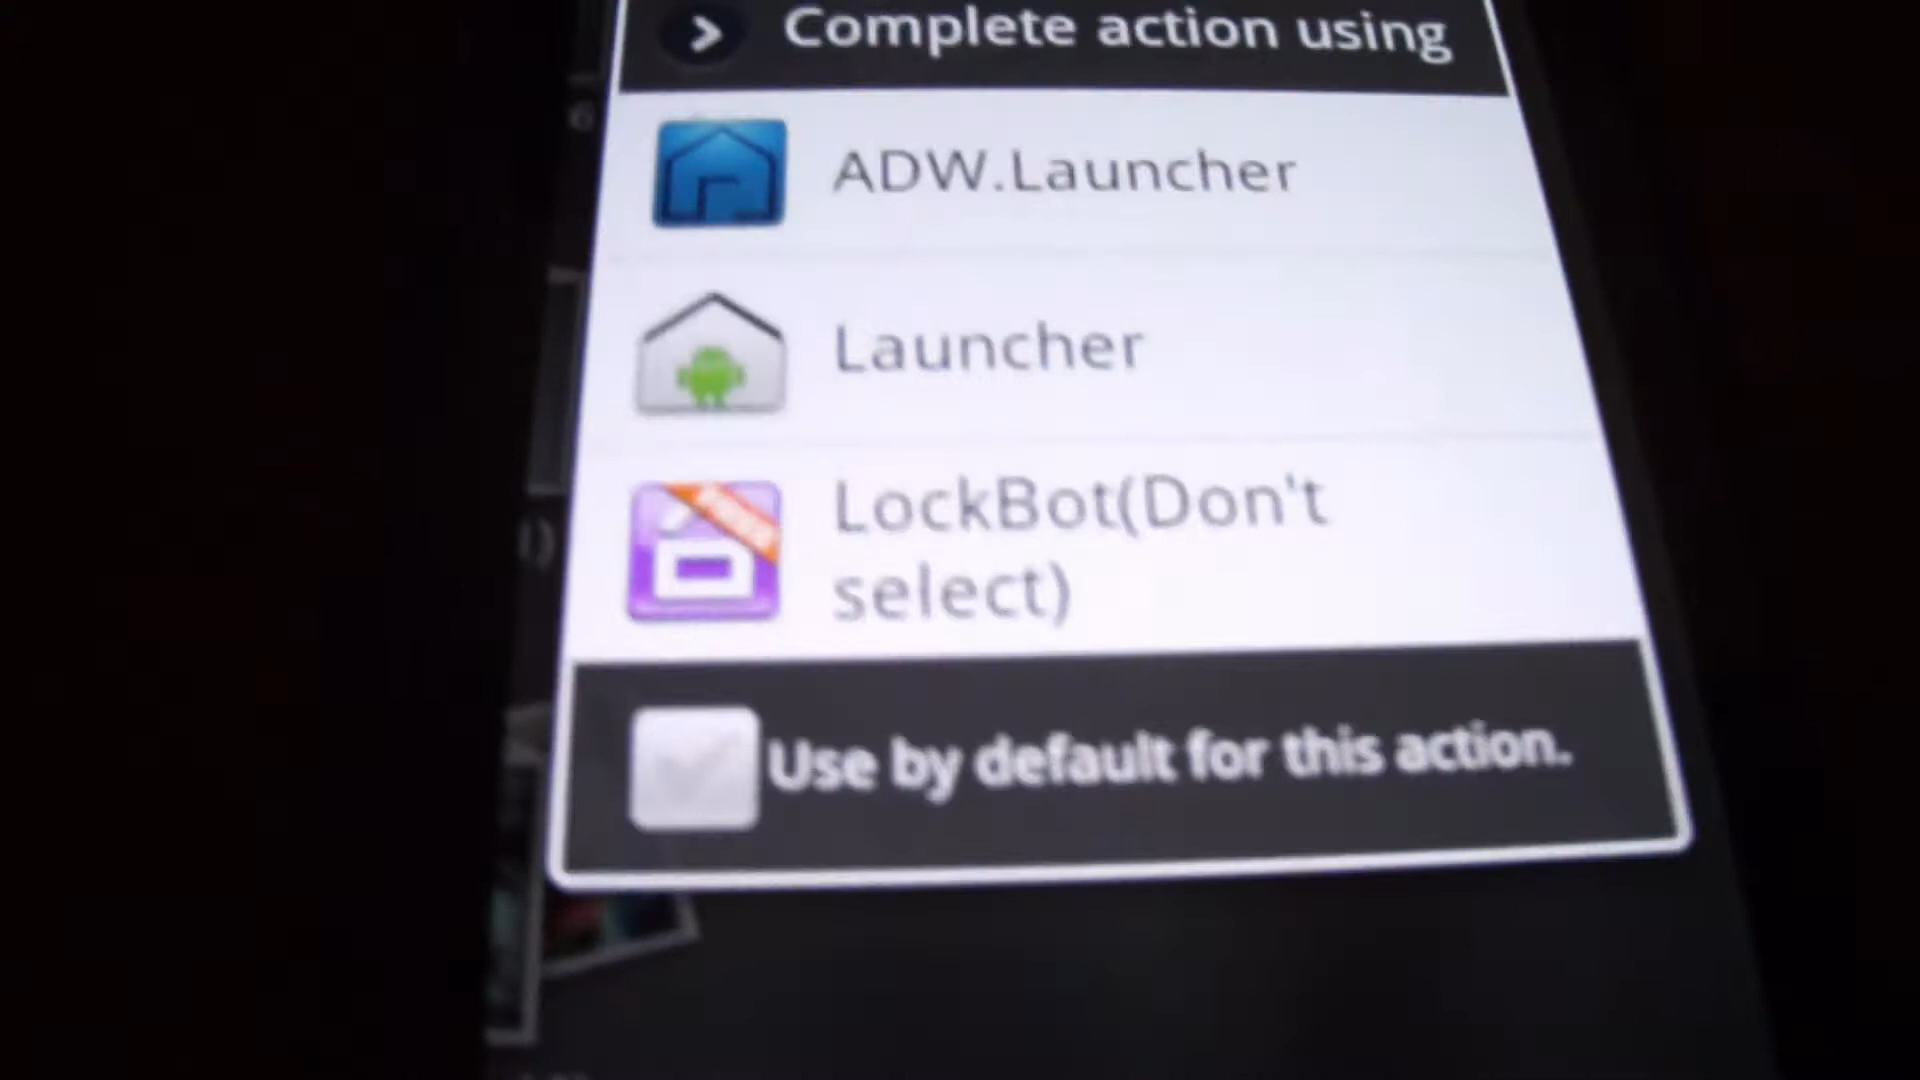 Complete action using
ADW.Launcher
Launcher
LockBot(Don't
select)
Use by default for this action.